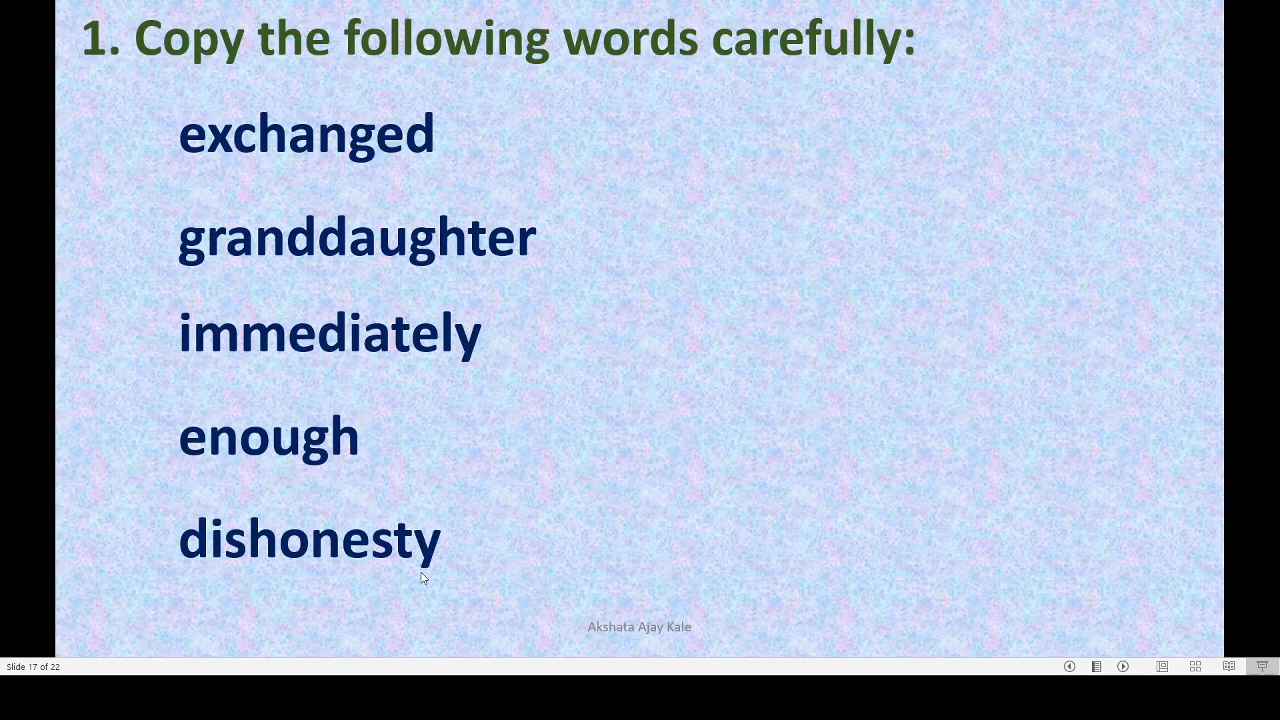 1. Copy the following words carefully:
exchanged
granddaughter
immediately
enough
dishonesty
Akshata Ajay Kale
Slide 17 of 22